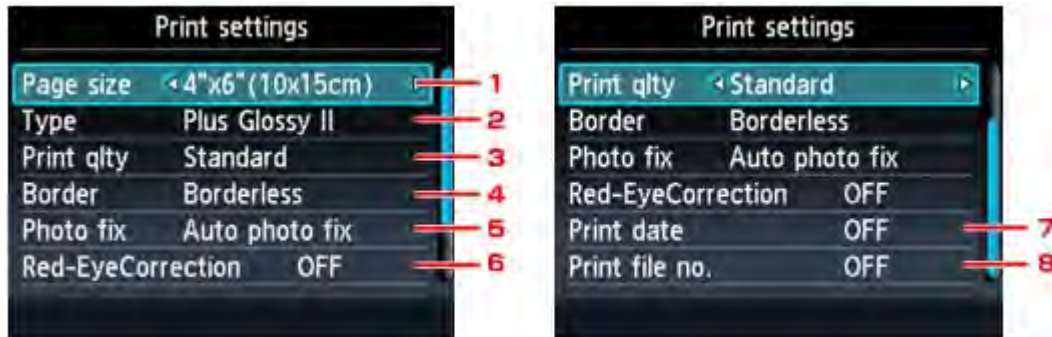 Print settings
Page size 4"x6"(10x15cm) 1
Type Plus Glossy II 2
Print qlty Standard 3
Border Borderless 4
Photo fix Auto photo fix 5
Red-EyeCorrection OFF 6
Print settings
Print qlty Standard
Border Borderless
Photo fix Auto photo fix
Red-EyeCorrection OFF
Print date OFF 7
Print file no. OFF 8